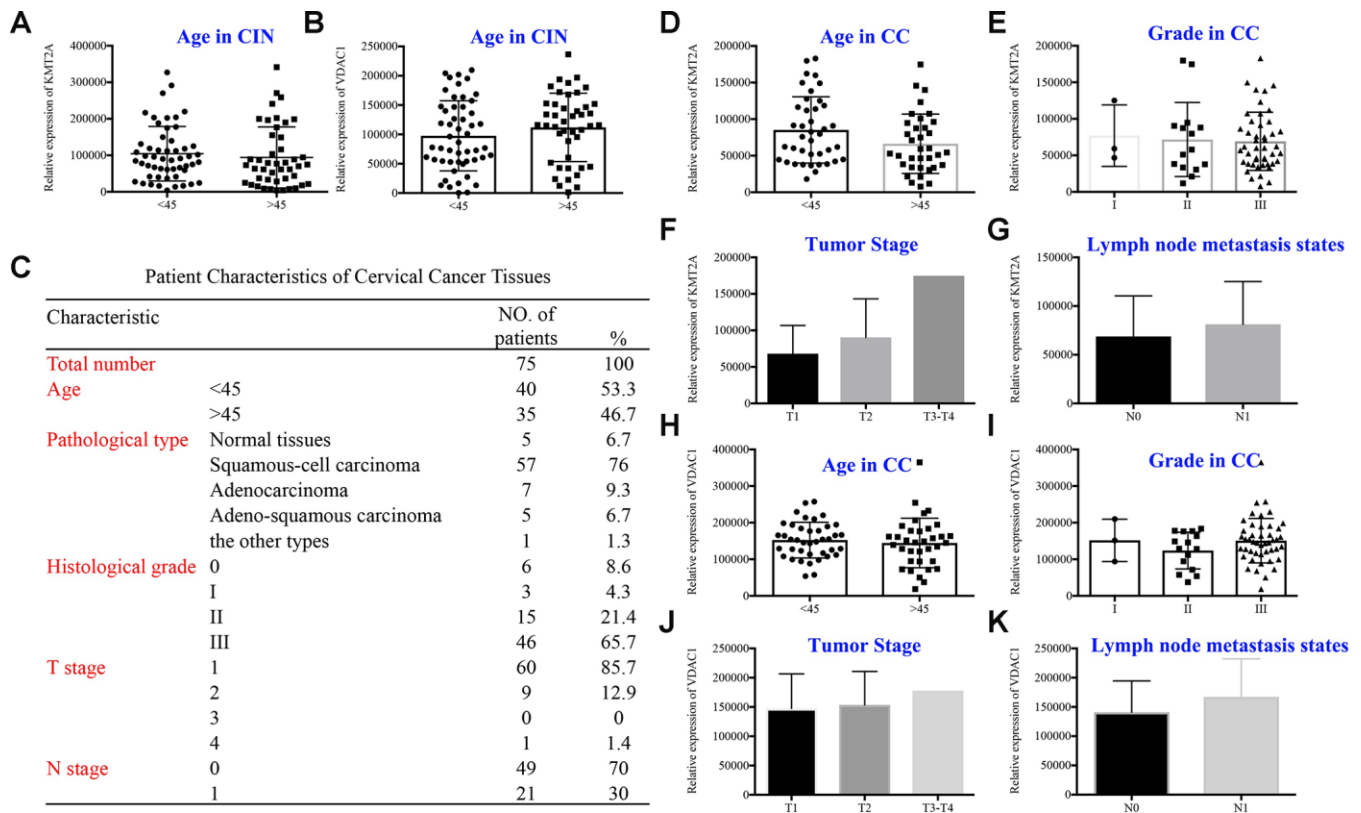 A
Age in CIN
Relative expression of KMT2A
400000
300000
200000
100000
0
<45
>45
B
Age in CIN
Relative expression of VDAC1
250000
200000
150000
100000
50000
0
<45
>45
D
Age in CC
Relative expression of KMT2A
200000
150000
100000
50000
0
<45
>45
E
Grade in CC
Relative expression of KMT2A
200000
150000
100000
50000
0
I
II
III
C
Patient Characteristics of Cervical Cancer Tissues
Characteristic NO. of patients %
Total number 75 100
Age <45 40 53.3
>45 35 46.7
Pathological type Normal tissues 5 6.7
Squamous-cell carcinoma 57 76
Adenocarcinoma 7 9.3
Adeno-squamous carcinoma 5 6.7
the other types 1 1.3
Histological grade 0 6 8.6
I 3 4.3
II 15 21.4
III 46 65.7
T stage 1 60 85.7
2 9 12.9
3 0 0
4 1 1.4
N stage 0 49 70
1 21 30
F
Tumor Stage
Relative expression of KMT2A
200000
150000
100000
50000
0
T1
T2
T3-T4
G
Lymph node metastasis states
Relative expression of KMT2A
150000
100000
50000
0
N0
N1
H
Age in CC
Relative expression of VDAC1
400000
300000
200000
100000
0
<45
>45
I
Grade in CC
Relative expression of VDAC1
400000
300000
200000
100000
0
I
II
III
J
Tumor Stage
Relative expression of VDAC1
250000
200000
150000
100000
50000
0
T1
T2
T3-T4
K
Lymph node metastasis states
Relative expression of VDAC1
250000
200000
150000
100000
50000
0
N0
N1